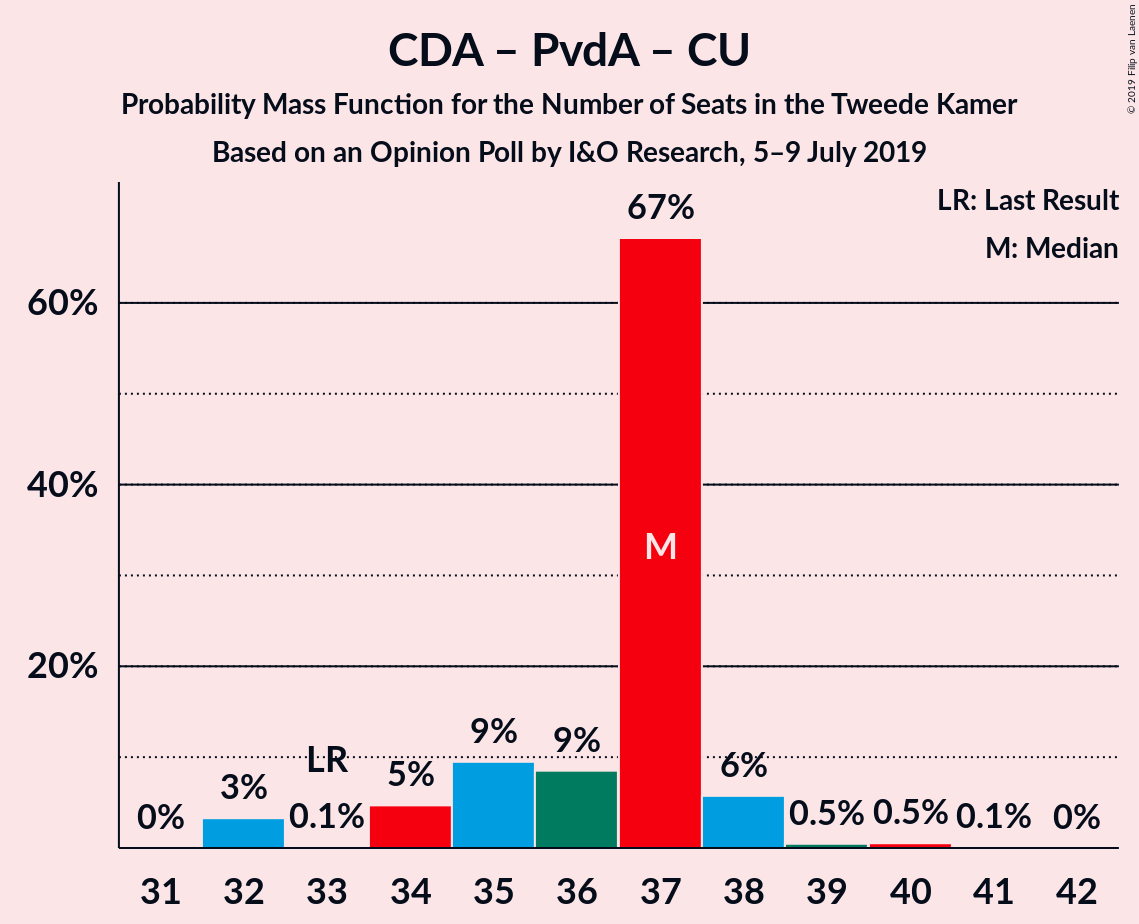 CDA – PvdA – CU
Probability Mass Function for the Number of Seats in the Tweede Kamer
Based on an Opinion Poll by I&O Research, 5–9 July 2019
© 2019 Filip van Laenen
LR: Last Result
M: Median
67%
60%
40%
M
20%
9%
9%
LR
6%
5%
3%
0%
0.1%
0.5%
0.5%
0.1%
0%
31 32 33 34 35 36 37 38 39 40 41 42